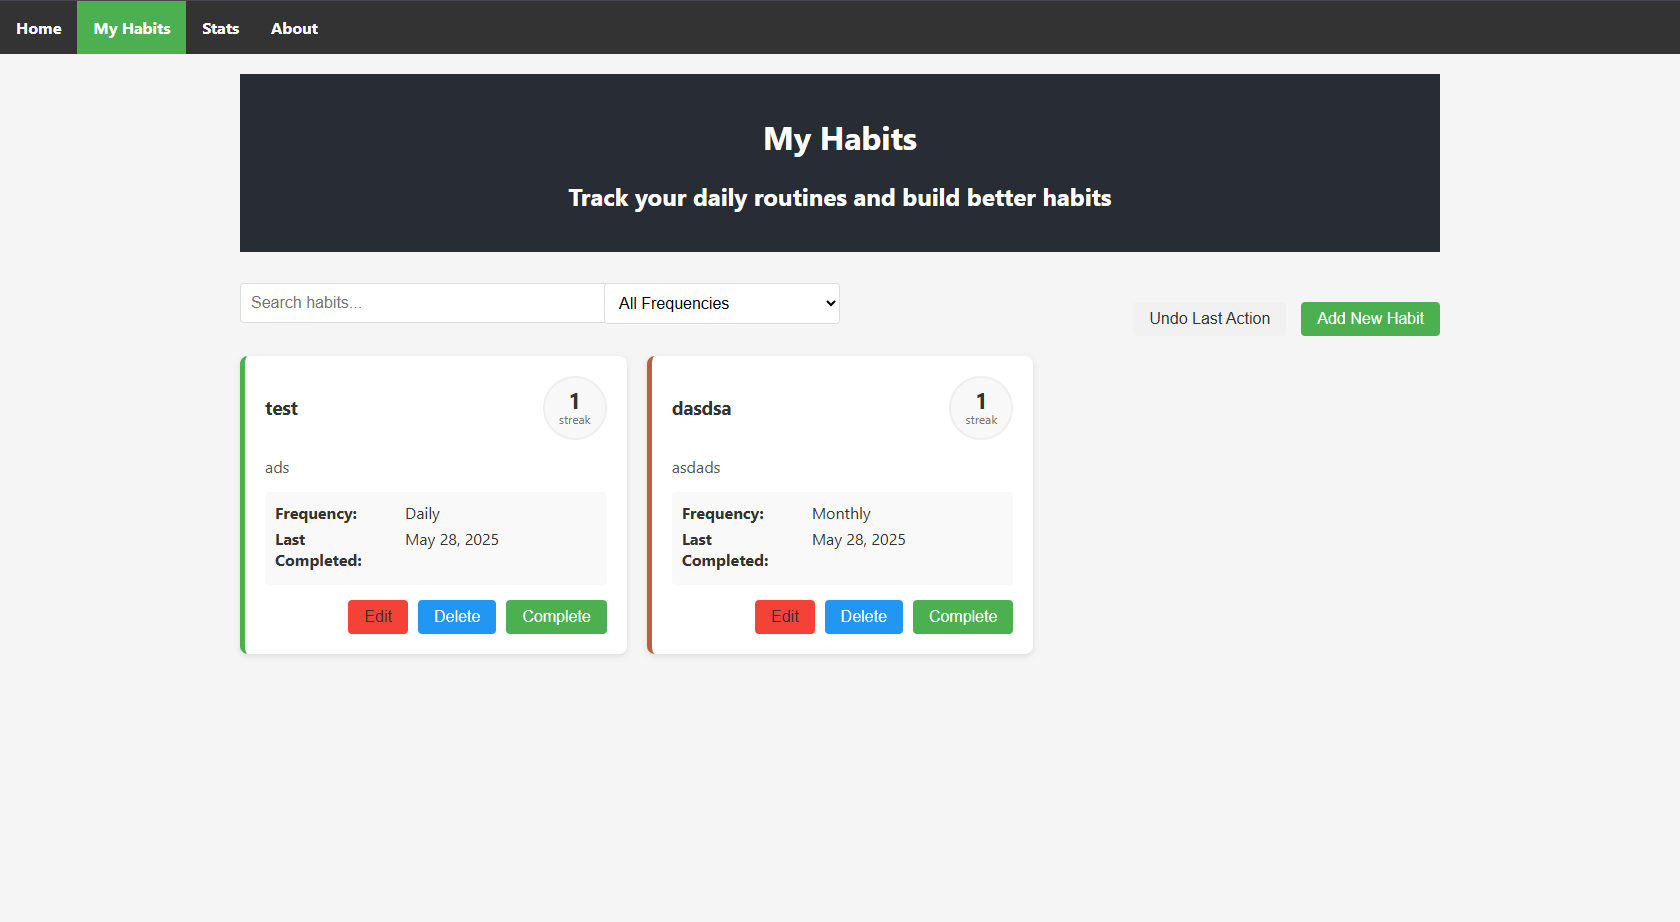 Home My Habits Stats About
My Habits
Track your daily routines and build better habits
Search habits... All Frequencies
Undo Last Action Add New Habit
test
1
streak
ads
Frequency: Daily
Last Completed: May 28, 2025
Edit Delete Complete
dasdsa
1
streak
asdads
Frequency: Monthly
Last Completed: May 28, 2025
Edit Delete Complete